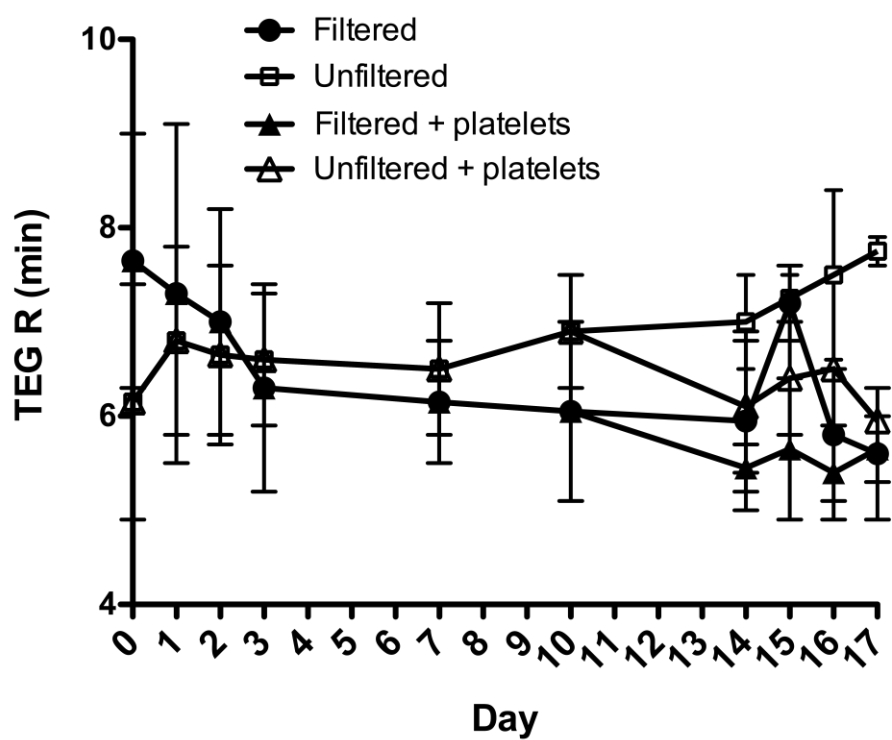 10
8
6
4
TEG R (min)
Filtered
Unfiltered
Filtered + platelets
Unfiltered + platelets
0 1 2 3 4 5 6 7 8 9 10 11 12 13 14 15 16 17
Day